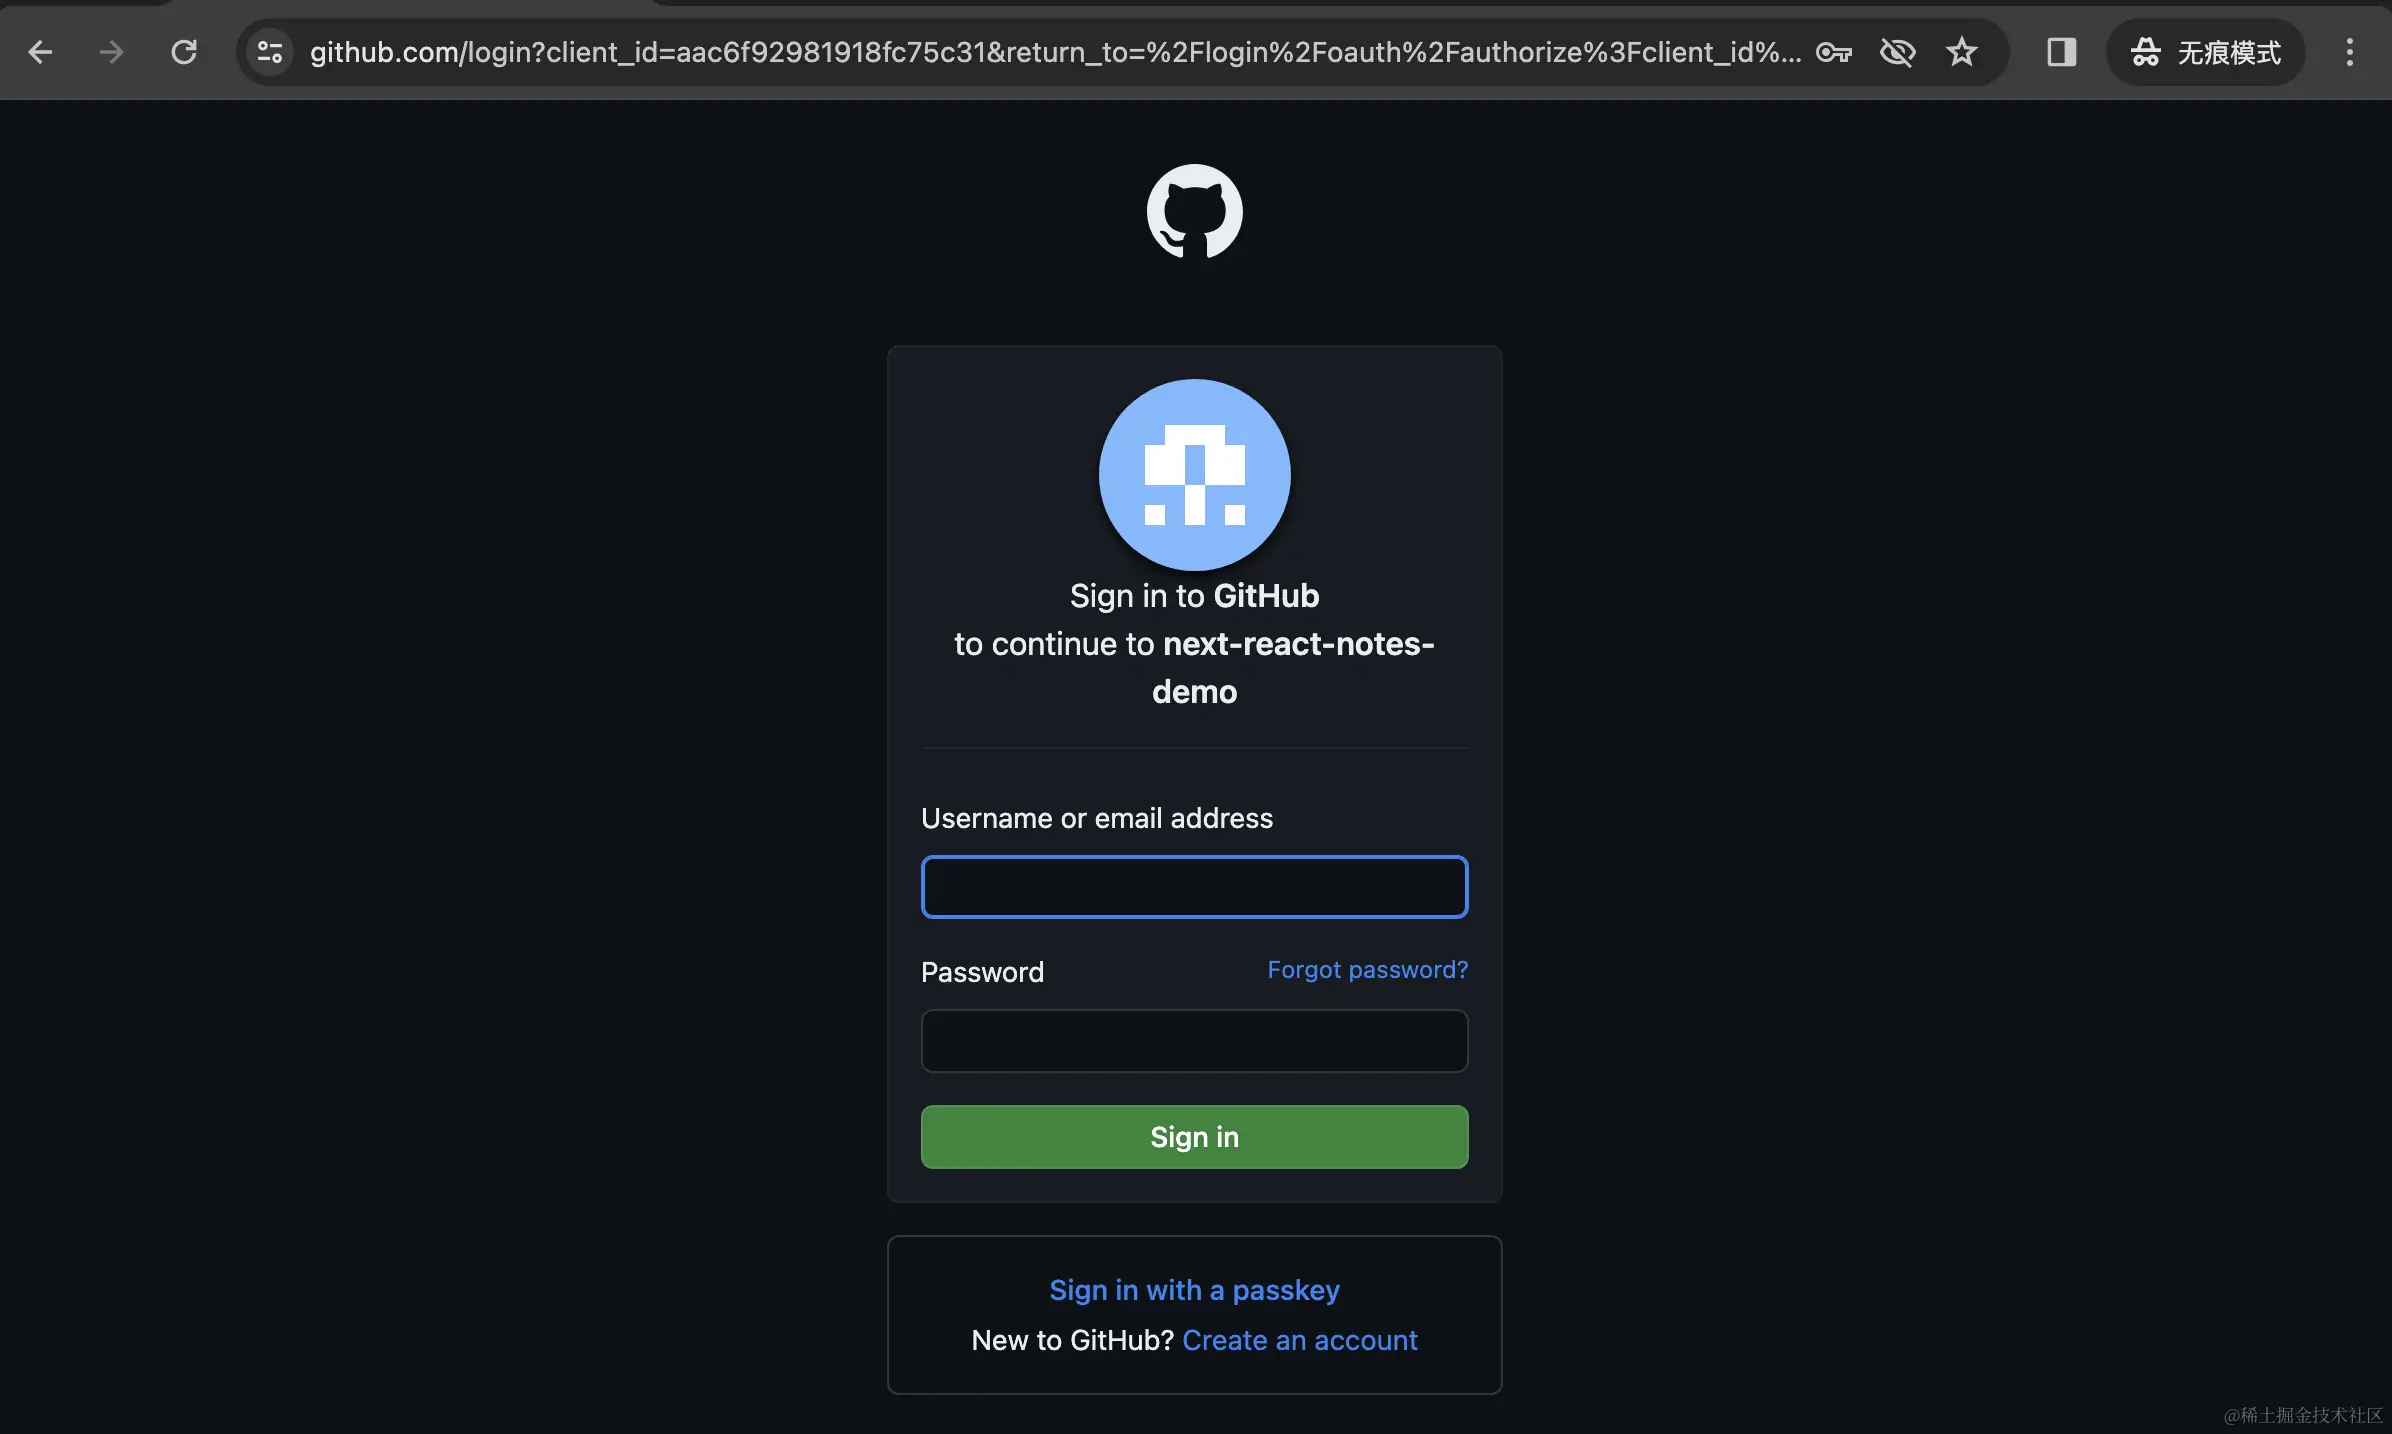 github.com/login?client_id=aac6f92981918fc75c31&return_to=%2Flogin%2Foauth%2Fauthorize%3Fclient_id%...
无痕模式
Sign in to GitHub
to continue to next-react-notes-
demo
Username or email address
Password
Forgot password?
Sign in
Sign in with a passkey
New to GitHub? Create an account
@稀土掘金技术社区